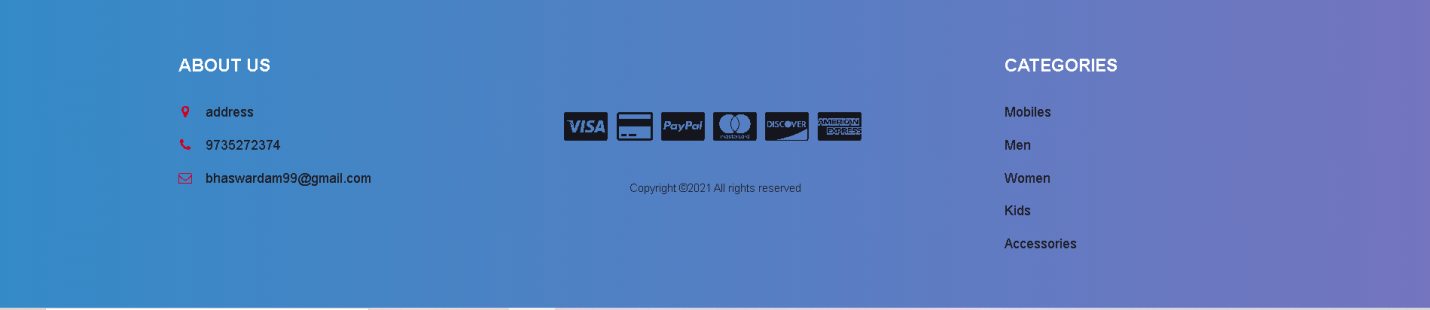 ABOUT US
address
9735272374
bhaswardam99@gmail.com
VISA
PayPal
mastercard
DISCOVER
AMERICAN
EXPRESS
Copyright ©2021 All rights reserved
CATEGORIES
Mobiles
Men
Women
Kids
Accessories